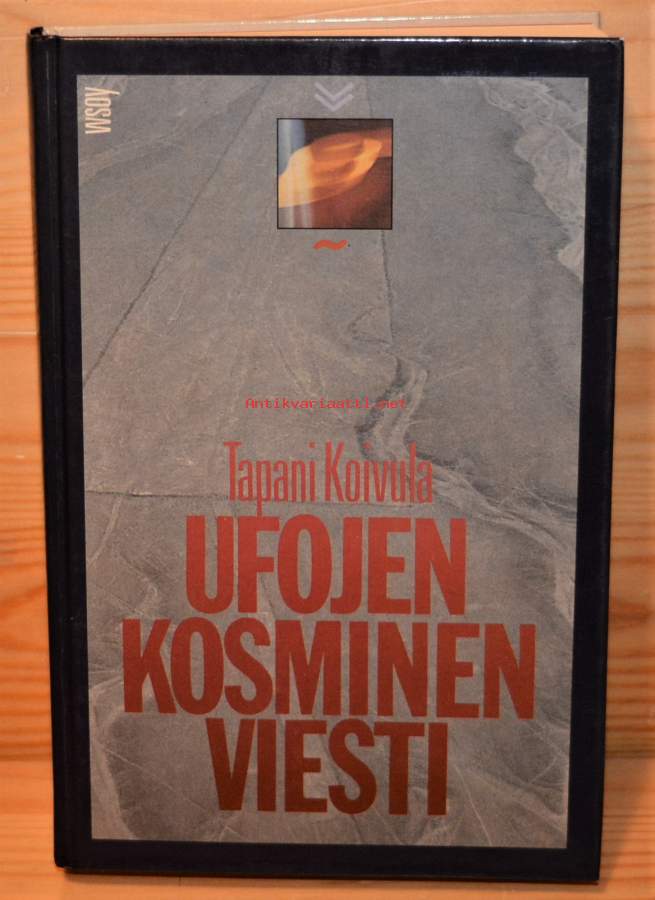 wsoy
Antikvariaatti.net
Tapani Koivula
UFOJEN
KOSMINEN
VIESTI